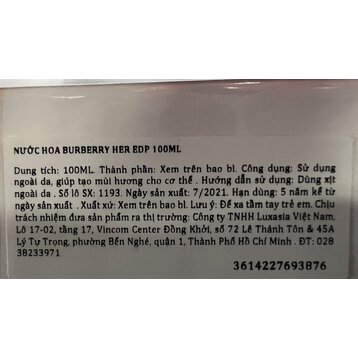 NƯỚC HOA BURBERRY HER EDP 100ML
Dung tích: 100ML. Thành phần: Xem trên bao bì. Công dụng: Sử dụng
ngoài da, giúp tạo mùi hương cho cơ thể . Hướng dẫn sử dụng: Dùng xịt
ngoài da . Số lô SX: 1193. Ngày sản xuất: 7/2021. Hạn dùng: 5 năm kể từ
ngày sản xuất . Xuất xứ: Xem trên bao bì. Lưu ý: Để xa tầm tay trẻ em. Chịu
trách nhiệm đưa sản phẩm ra thị trường: Công ty TNHH Luxasia Việt Nam,
Lô 17-02, tầng 17, Vincom Center Đồng Khởi, số 72 Lê Thánh Tôn & 45A
Lý Tự Trọng, phường Bến Nghé, quận 1, Thành Phố Hồ Chí Minh . ĐT: 028
38233971
3614227693876